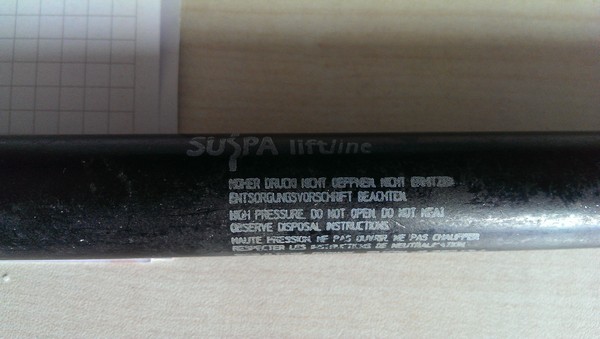 SUSPA liftline
HOHER DRUCK! NICHT OEFFNEN. NICHT ERHITZEN
ENTSORGUNGSVORSCHRIFT BEACHTEN.
HIGH PRESSURE. DO NOT OPEN. DO NOT HEAT
OBSERVE DISPOSAL INSTRUCTIONS.
HAUTE PRESSION. NE PAS OUVRIR. NE PAS CHAUFFER
RESPECTER LES INSTRUCTIONS DE NEUTRALISATION.